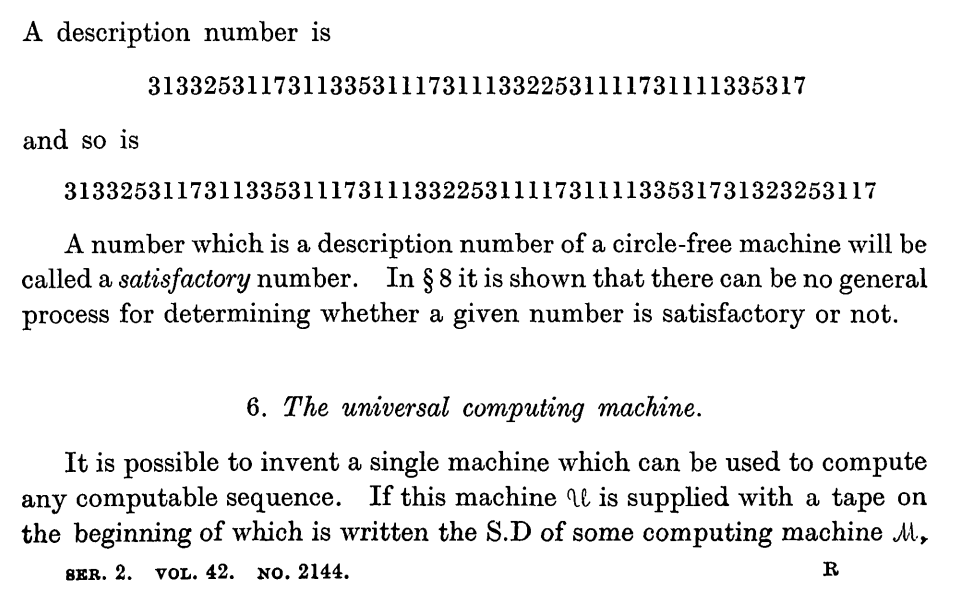 A description number is
31332531173113353111731113322531111731111335317
and so is
3133253117311335311173111332253111173111133531731323253117
A number which is a description number of a circle-free machine will be
called a satisfactory number. In § 8 it is shown that there can be no general
process for determining whether a given number is satisfactory or not.
6. The universal computing machine.
It is possible to invent a single machine which can be used to compute
any computable sequence. If this machine 𝒰 is supplied with a tape on
the beginning of which is written the S.D of some computing machine ℳ,
SER. 2. VOL. 42. NO. 2144. R